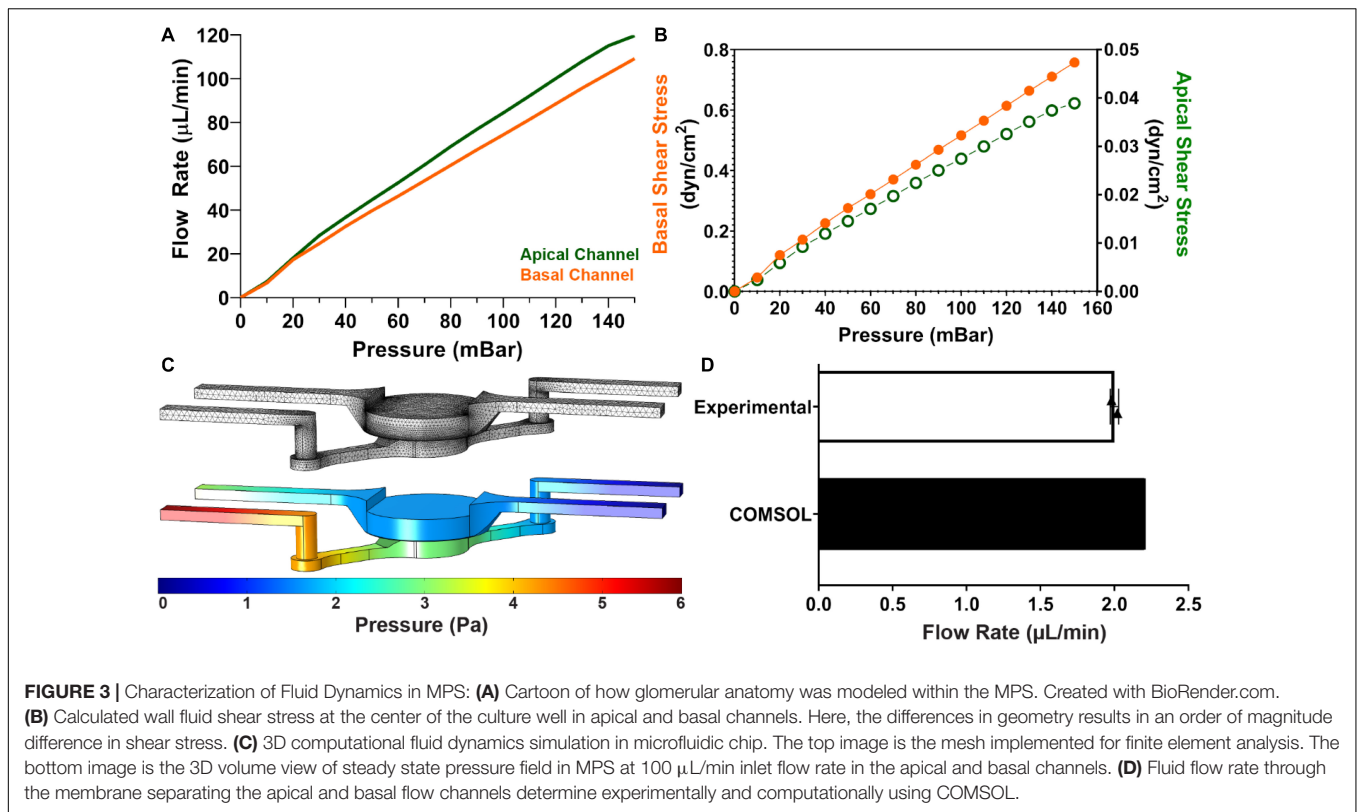 A
120
100
80
60
40
20
0
Flow Rate (µL/min)
Apical Channel
Basal Channel
0 20 40 60 80 100 120 140
Pressure (mBar)
B
0.8
0.6
0.4
0.2
0.0
Basal Shear Stress
(dyn/cm²)
0.05
0.04
0.03
0.02
0.01
0.00
(dyn/cm²)
Apical Shear Stress
0 20 40 60 80 100 120 140 160
Pressure (mBar)
C
0 1 2 3 4 5 6
Pressure (Pa)
D
Experimental
COMSOL
0.0 0.5 1.0 1.5 2.0 2.5
Flow Rate (µL/min)
FIGURE 3 | Characterization of Fluid Dynamics in MPS: (A) Cartoon of how glomerular anatomy was modeled within the MPS. Created with BioRender.com.
(B) Calculated wall fluid shear stress at the center of the culture well in apical and basal channels. Here, the differences in geometry results in an order of magnitude
difference in shear stress. (C) 3D computational fluid dynamics simulation in microfluidic chip. The top image is the mesh implemented for finite element analysis. The
bottom image is the 3D volume view of steady state pressure field in MPS at 100 µL/min inlet flow rate in the apical and basal channels. (D) Fluid flow rate through
the membrane separating the apical and basal flow channels determine experimentally and computationally using COMSOL.